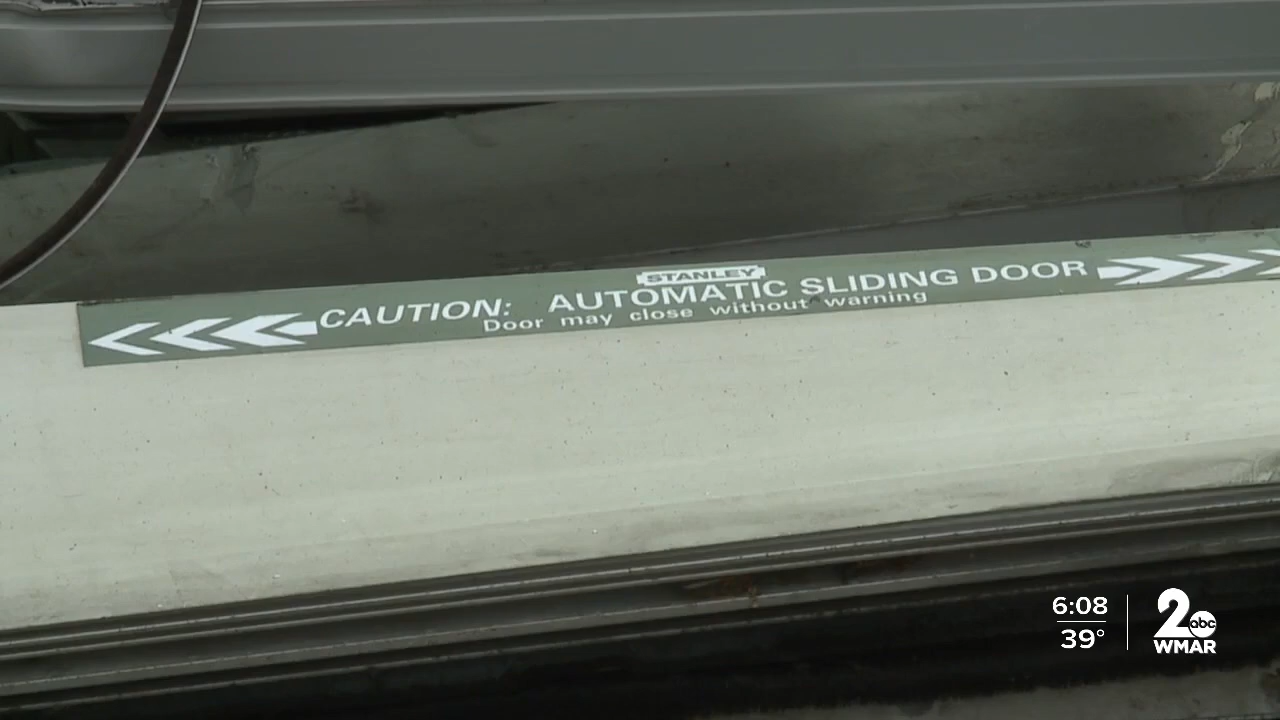 STANLEY
CAUTION: AUTOMATIC SLIDING DOOR
Door may close without warning
6:08
39°
2 abc
WMAR